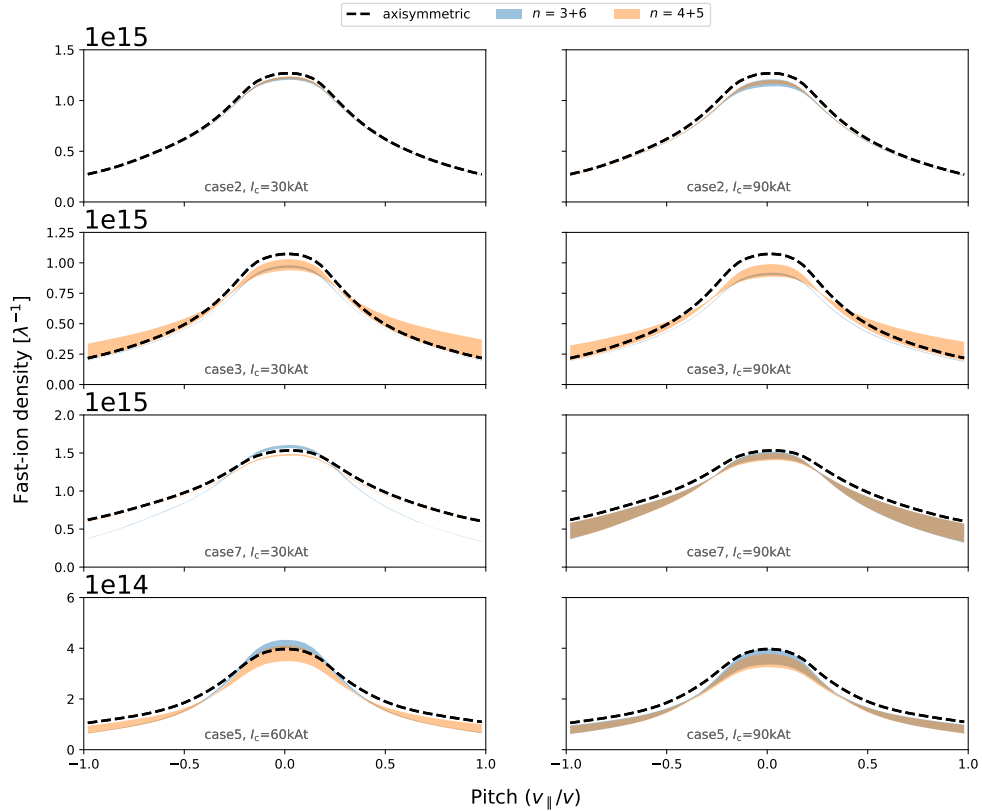 axisymmetric n = 3+6 n = 4+5
1e15
1.5
1.0
0.5
0.0
case2, I_c=30kAt
case2, I_c=90kAt
1e15
1.25
1.00
0.75
0.50
0.25
0.00
case3, I_c=30kAt
case3, I_c=90kAt
1e15
2.0
1.5
1.0
0.5
0.0
case7, I_c=30kAt
case7, I_c=90kAt
1e14
6
4
2
0
case5, I_c=60kAt
case5, I_c=90kAt
−1.0 −0.5 0.0 0.5 1.0
−1.0 −0.5 0.0 0.5 1.0
Fast-ion density [λ⁻¹]
Pitch (v∥/v)